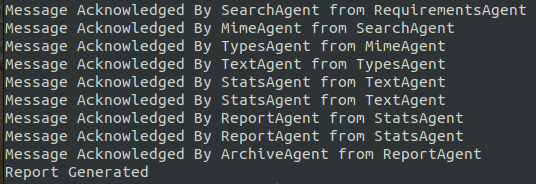 Message Acknowledged By SearchAgent from RequirementsAgent
Message Acknowledged By MimeAgent from SearchAgent
Message Acknowledged By TypesAgent from MimeAgent
Message Acknowledged By TextAgent from TypesAgent
Message Acknowledged By StatsAgent from TextAgent
Message Acknowledged By StatsAgent from TextAgent
Message Acknowledged By ReportAgent from StatsAgent
Message Acknowledged By ReportAgent from StatsAgent
Message Acknowledged By ArchiveAgent from ReportAgent
Report Generated